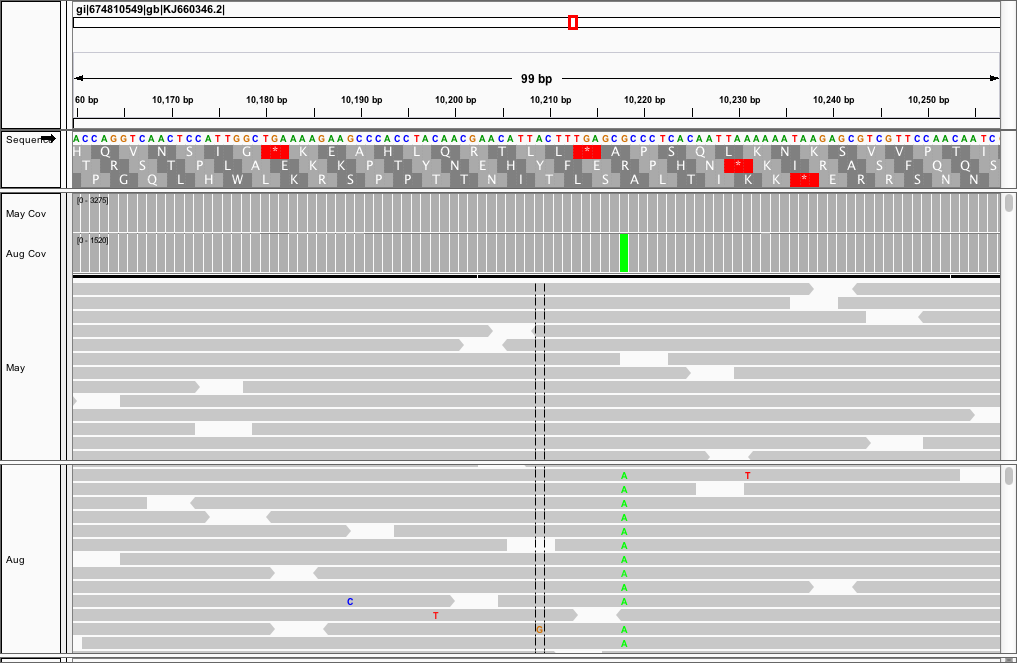 gi|674810549|gb|KJ660346.2|
99 bp
60 bp 10,170 bp 10,180 bp 10,190 bp 10,200 bp 10,210 bp 10,220 bp 10,230 bp 10,240 bp 10,250 bp
Sequence A C C A G G T C A A C T C C A T T G G C T G A A A A G A A G C C C A C C T A C A A C G A A C A T T A C T T T G A G C G C C C T C A C A A T T A A A A A A T A A G A G C G T C G T T C C A A C A A T C
H Q V N S I G * K E A H L Q R T L L * A P S Q L K N K S V V P T I
T R S T P L A E K K P T Y N E H Y F E R P H N * K I R A S F Q Q S
P G Q L H W L K R S P P T T N I T L S A L T I K K * E R R S N N
[0 - 3275]
May Cov
[0 - 1520]
Aug Cov
May
A T
A
A
A
A
A
Aug A
A
A
C A
T
G A
A